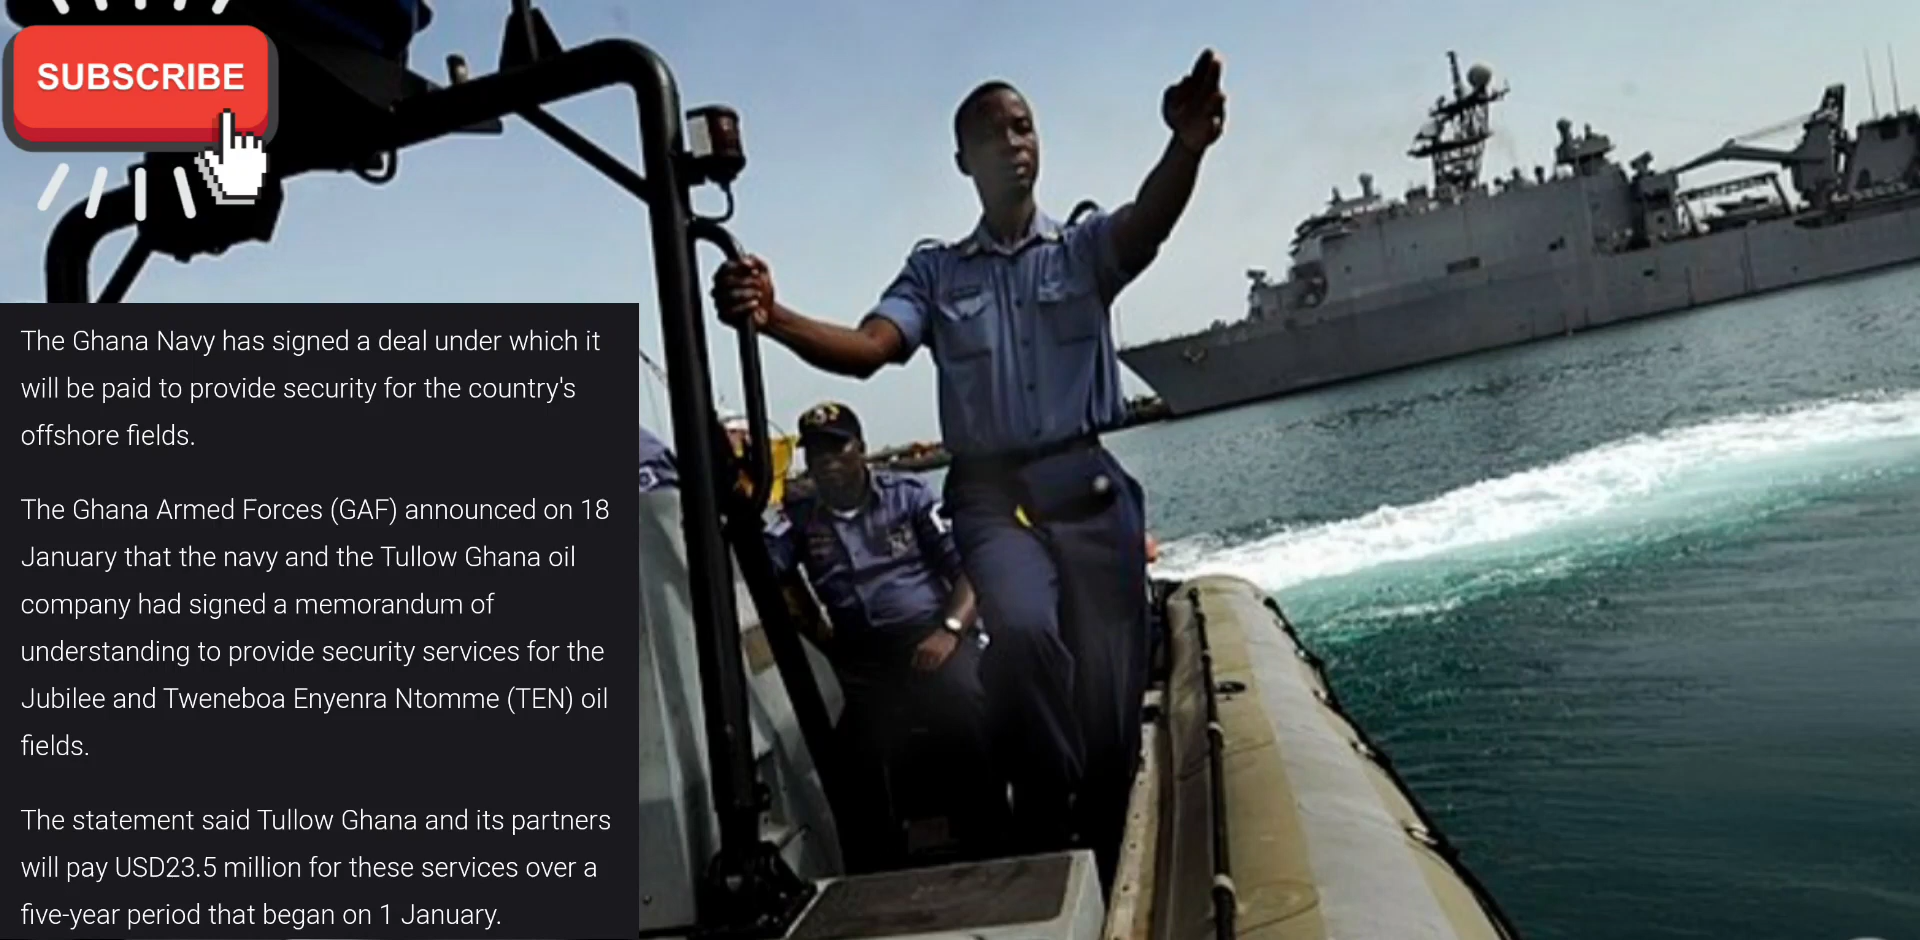 SUBSCRIBE
The Ghana Navy has signed a deal under which it
will be paid to provide security for the country's
offshore fields.
The Ghana Armed Forces (GAF) announced on 18
January that the navy and the Tullow Ghana oil
company had signed a memorandum of
understanding to provide security services for the
Jubilee and Tweneboa Enyenra Ntomme (TEN) oil
fields.
The statement said Tullow Ghana and its partners
will pay USD23.5 million for these services over a
five-year period that began on 1 January.